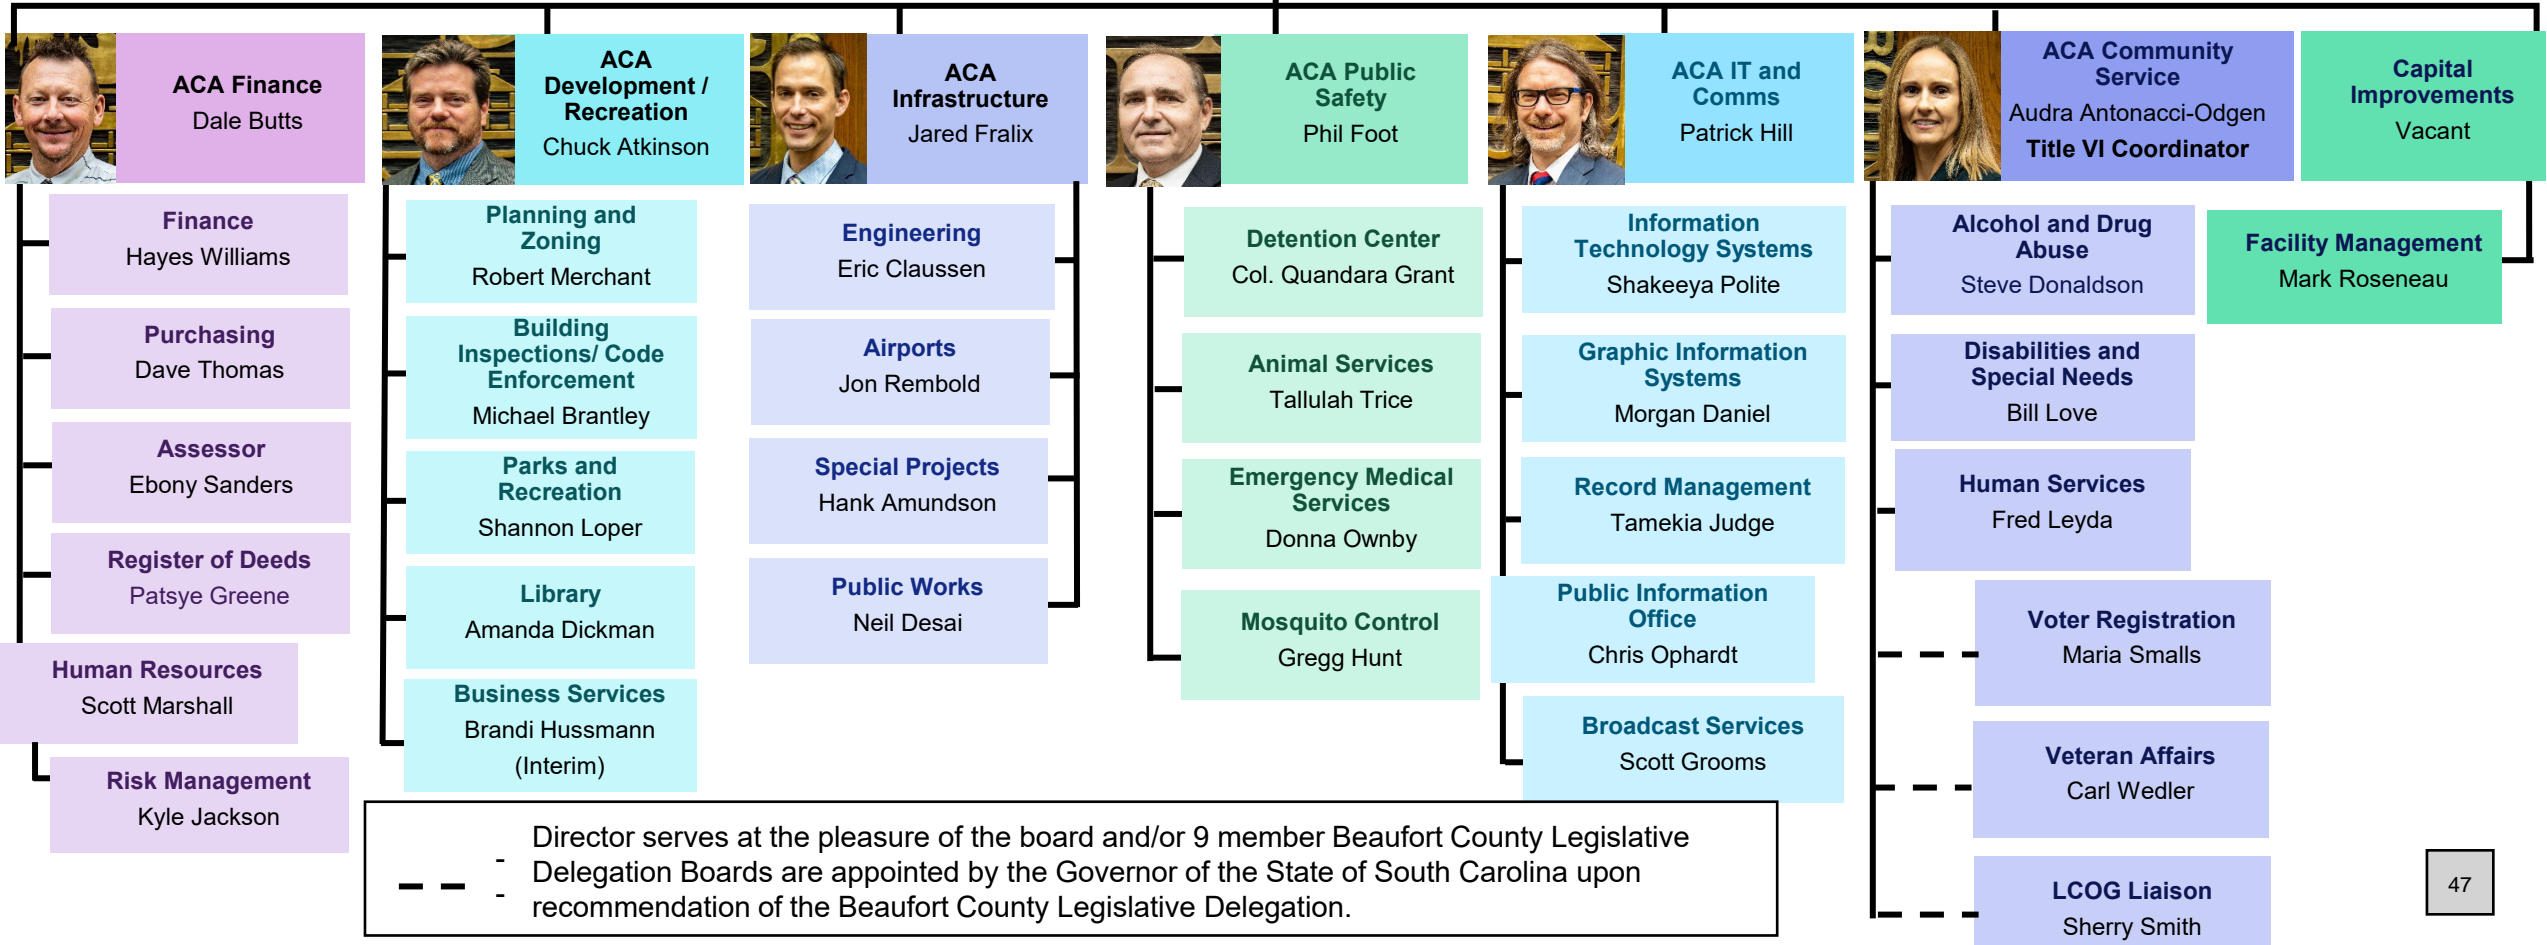 ACA Finance
Dale Butts
ACA
Development /
Recreation
Chuck Atkinson
ACA
Infrastructure
Jared Fralix
ACA Public
Safety
Phil Foot
ACA IT and
Comms
Patrick Hill
ACA Community
Service
Audra Antonacci-Odgen
Title VI Coordinator
Capital
Improvements
Vacant
Finance
Hayes Williams
Purchasing
Dave Thomas
Assessor
Ebony Sanders
Register of Deeds
Patsye Greene
Human Resources
Scott Marshall
Risk Management
Kyle Jackson
Planning and
Zoning
Robert Merchant
Building
Inspections/ Code
Enforcement
Michael Brantley
Parks and
Recreation
Shannon Loper
Library
Amanda Dickman
Business Services
Brandi Hussmann
(Interim)
Engineering
Eric Claussen
Airports
Jon Rembold
Special Projects
Hank Amundson
Public Works
Neil Desai
Detention Center
Col. Quandara Grant
Animal Services
Tallulah Trice
Emergency Medical
Services
Donna Ownby
Mosquito Control
Gregg Hunt
Information
Technology Systems
Shakeeya Polite
Graphic Information
Systems
Morgan Daniel
Record Management
Tamekia Judge
Public Information
Office
Chris Ophardt
Broadcast Services
Scott Grooms
Alcohol and Drug
Abuse
Steve Donaldson
Disabilities and
Special Needs
Bill Love
Human Services
Fred Leyda
Voter Registration
Maria Smalls
Veteran Affairs
Carl Wedler
LCOG Liaison
Sherry Smith
Facility Management
Mark Roseneau
Director serves at the pleasure of the board and/or 9 member Beaufort County Legislative
- Delegation Boards are appointed by the Governor of the State of South Carolina upon
- recommendation of the Beaufort County Legislative Delegation.
47